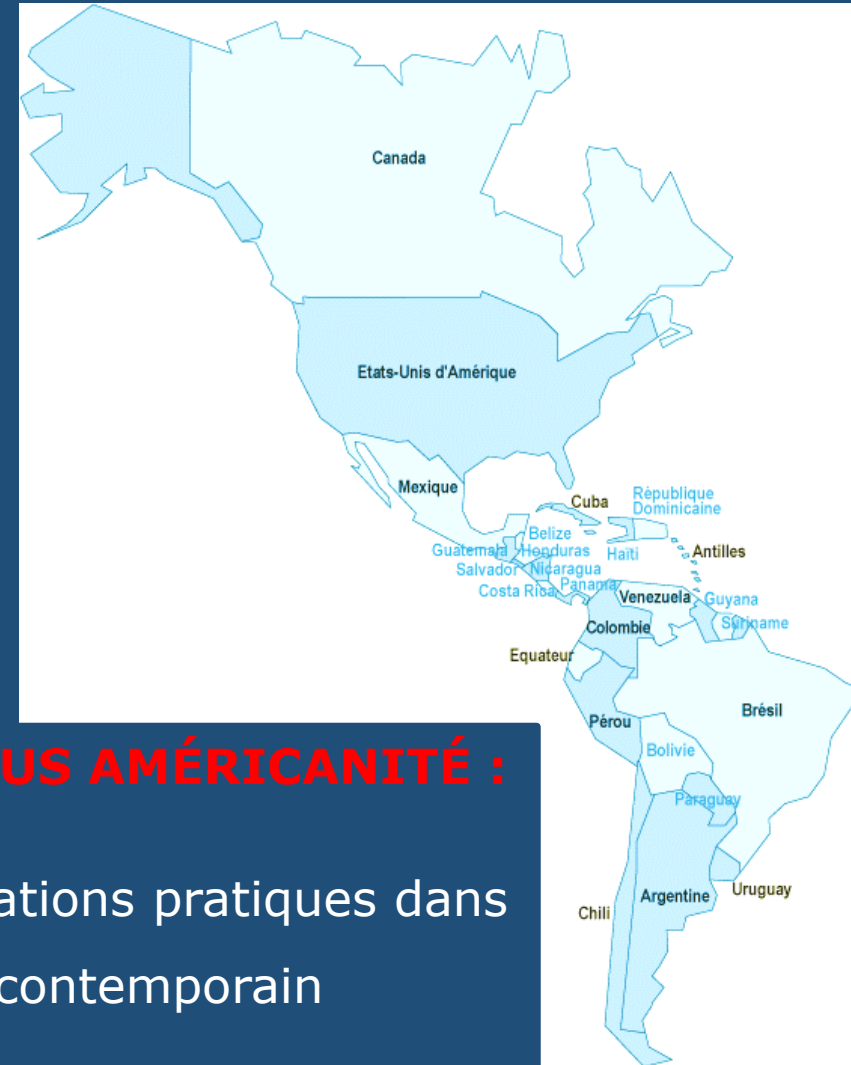 Canada
Etats-Unis d'Amérique
Mexique
Cuba
République
Dominicaine
Belize
Guatemala
Honduras
Haïti
Antilles
Salvador
Nicaragua
Costa Rica
Panama
Venezuela
Guyana
Suriname
Colombie
Equateur
Pérou
Brésil
Bolivie
Paraguay
Uruguay
Argentine
Chili
US AMÉRICANITÉ :
ations pratiques dans
contemporain